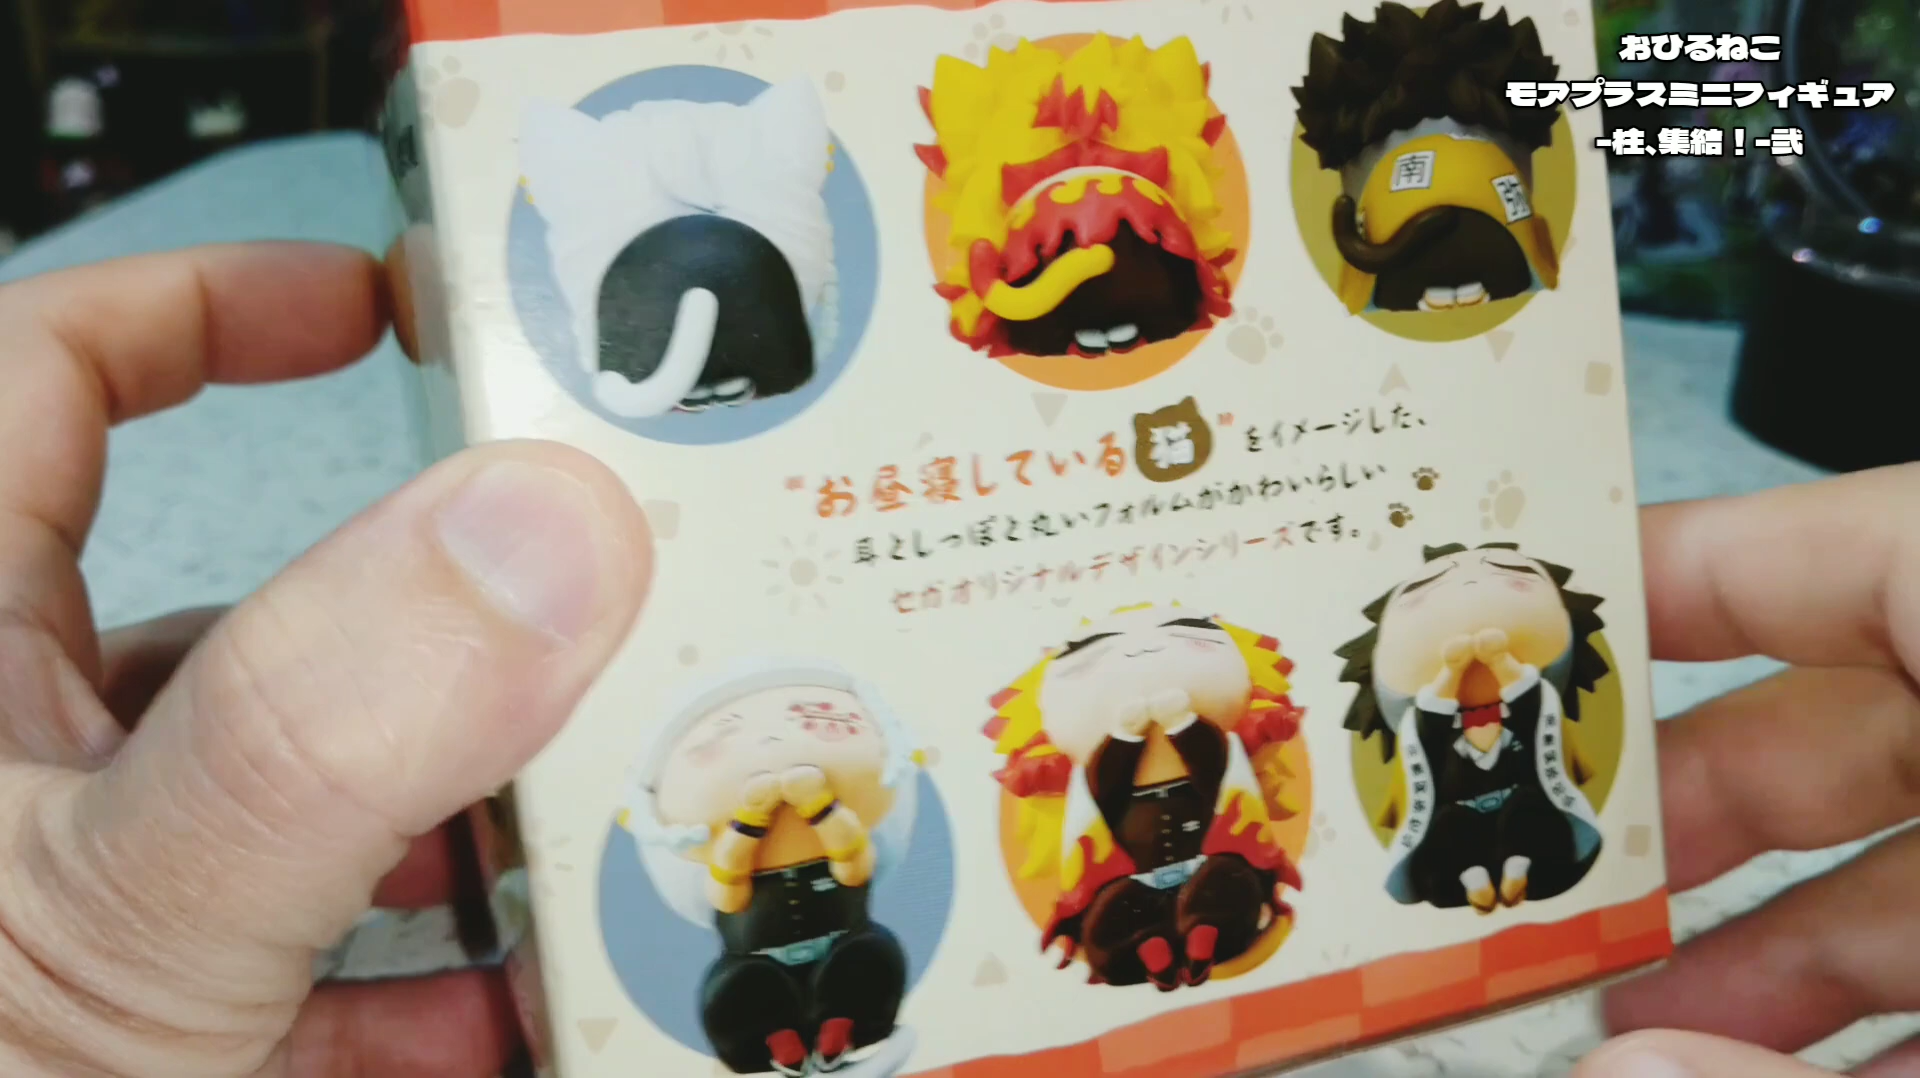 おひるねこ
モアプラスミニフィギュア
-柱、集結！-弐
南
弥
“お昼寝している猫”をイメージした、
耳としっぽと丸いフォルムがかわいらしい
セガオリジナルデザインシリーズです。